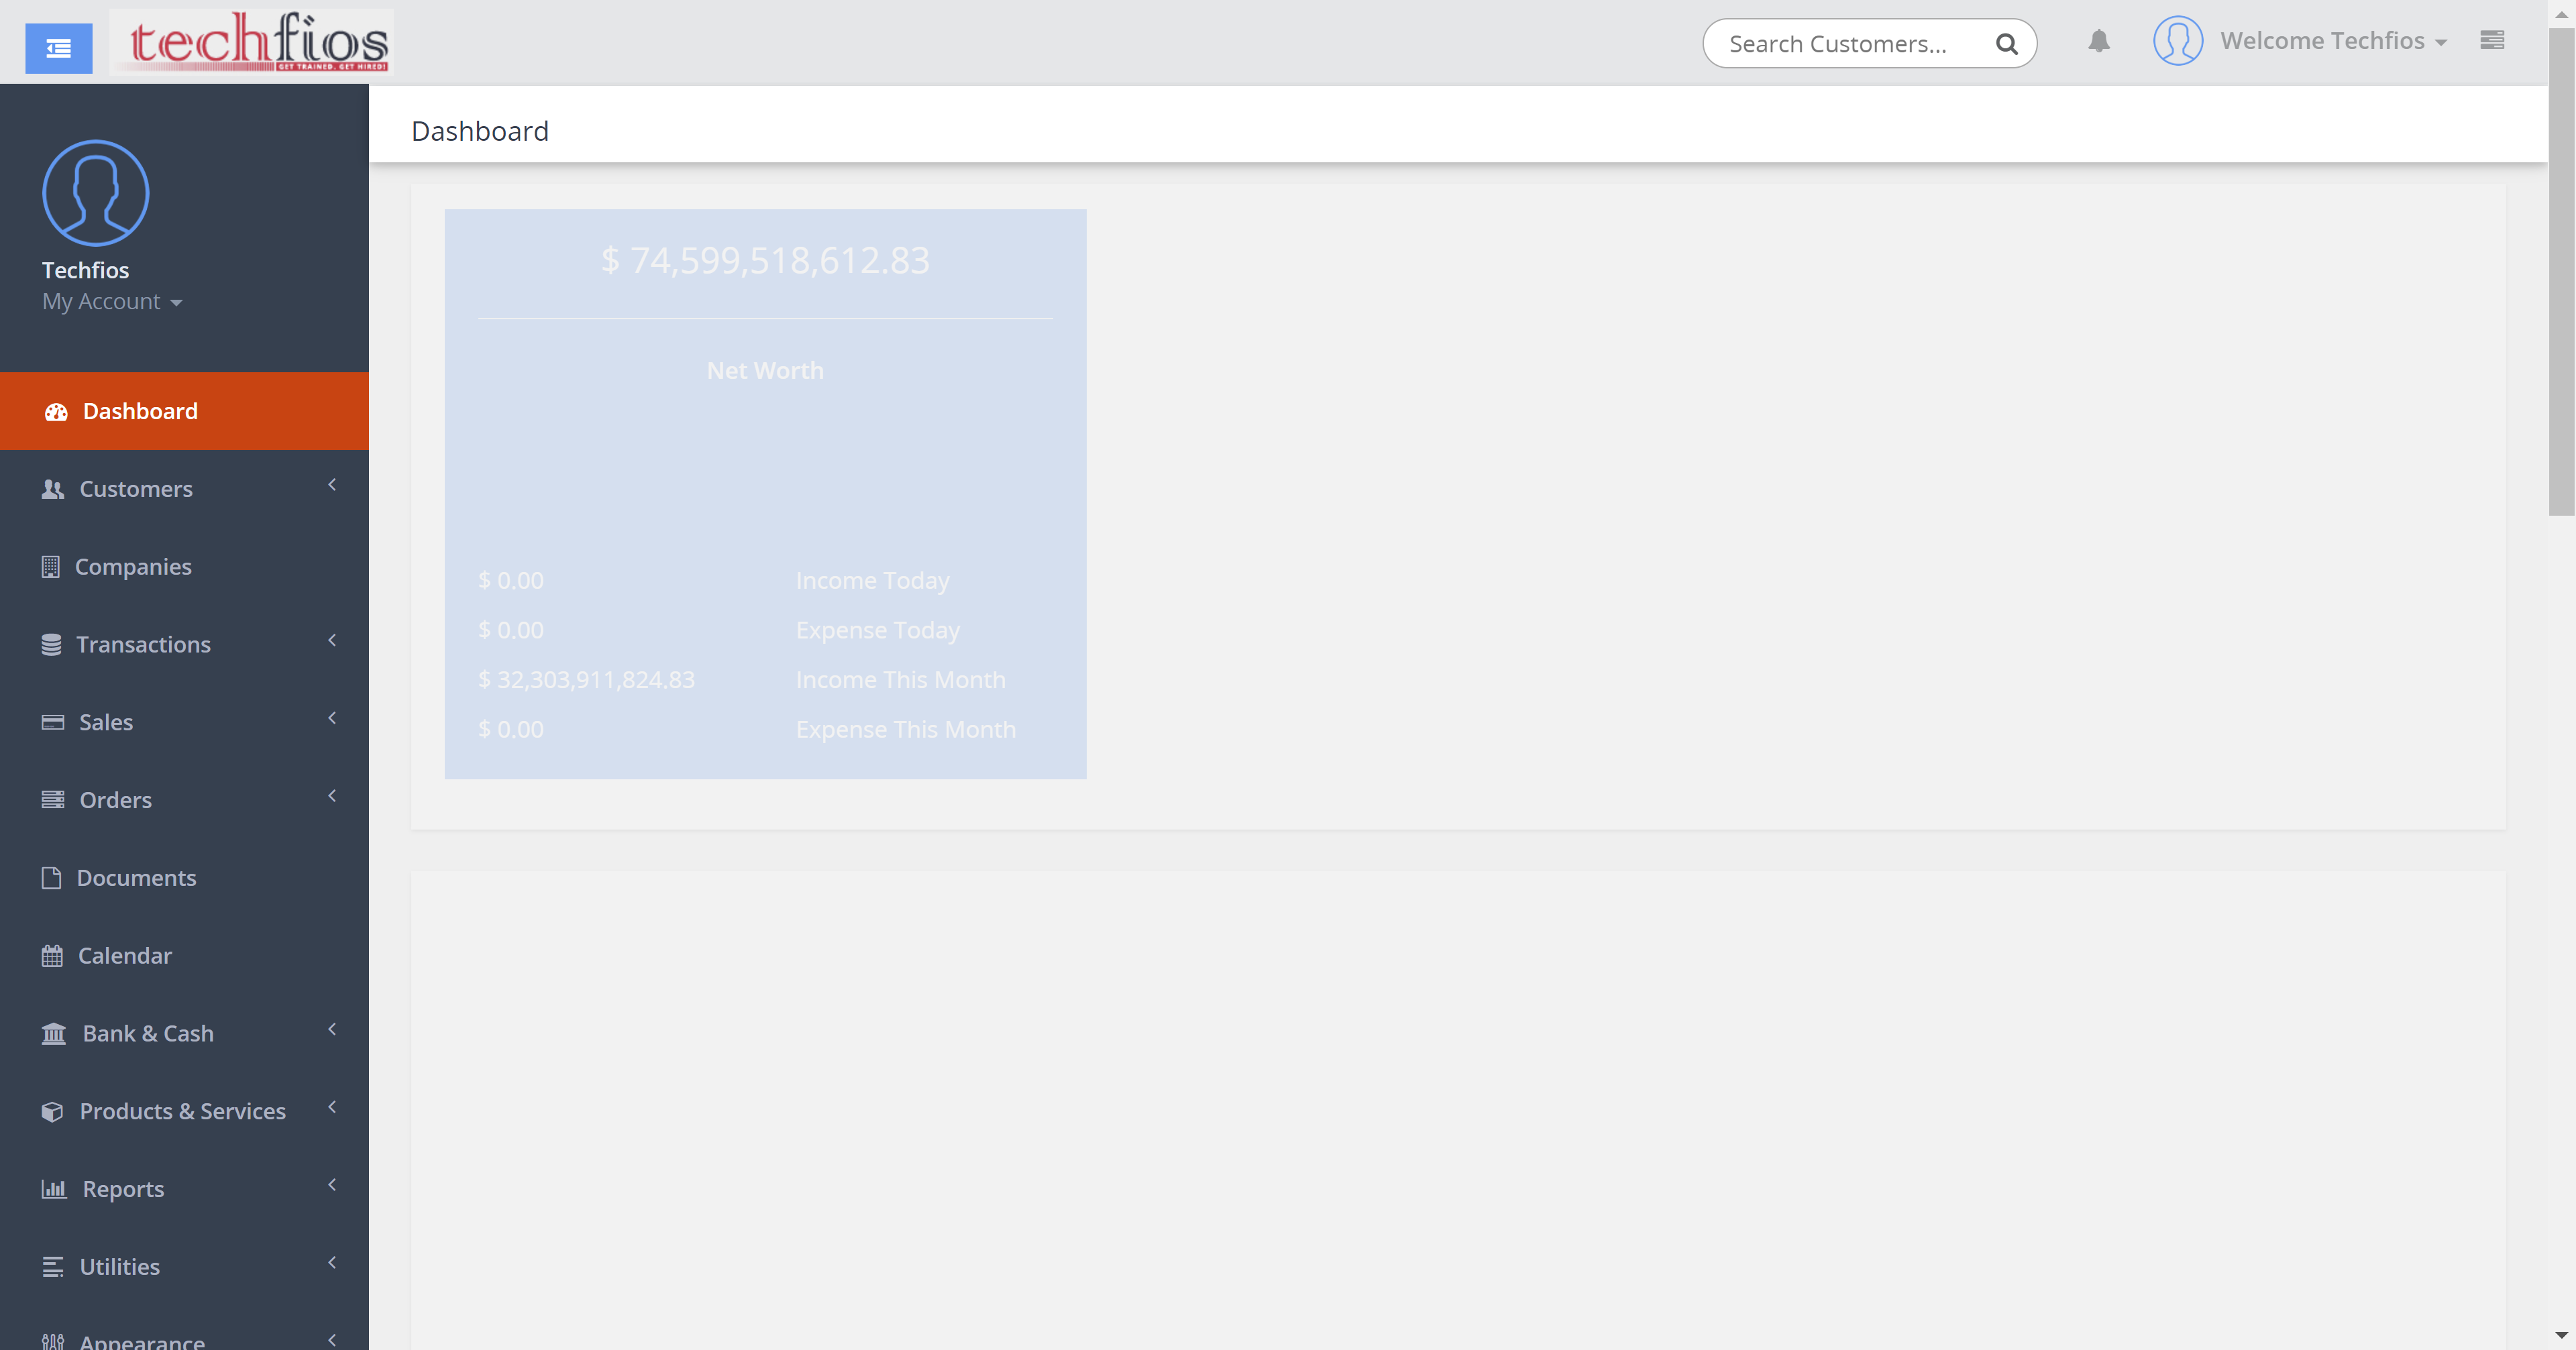 techfios
GET TRAINED. GET HIRED!
Search Customers...
Welcome Techfios
Techfios
My Account
Dashboard
Customers
Companies
Transactions
Sales
Orders
Documents
Calendar
Bank & Cash
Products & Services
Reports
Utilities
Appearance
Dashboard
$ 74,599,518,612.83
Net Worth
$ 0.00 Income Today
$ 0.00 Expense Today
$ 32,303,911,824.83 Income This Month
$ 0.00 Expense This Month